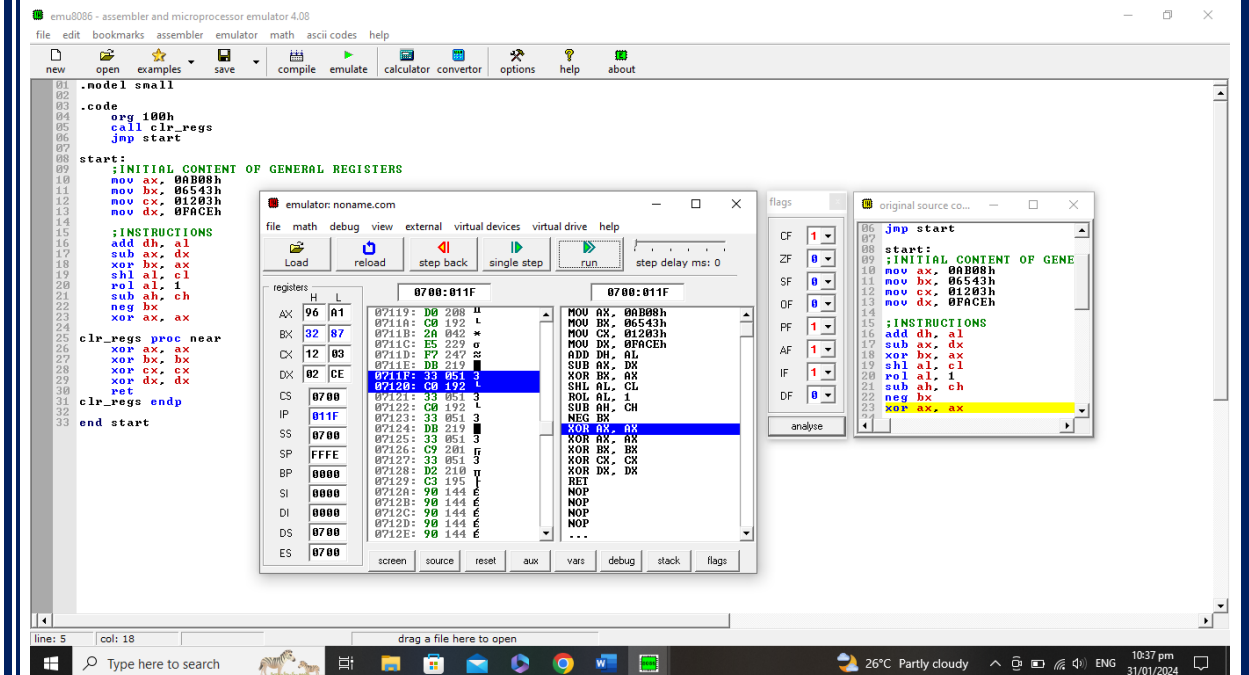 emu8086 - assembler and microprocessor emulator 4.08
file edit bookmarks assembler emulator math ascii codes help
new open examples save compile emulate calculator convertor options help about
01 .model small
02
03 .code
04 org 100h
05 call clr_regs
06 jmp start
07
08 start:
09 ;INITIAL CONTENT OF GENERAL REGISTERS
10 mov ax, 0AB08h
11 mov bx, 06543h
12 mov cx, 01203h
13 mov dx, 0FACEh
14
15 ;INSTRUCTIONS
16 add dh, al
17 sub ax, dx
18 xor bx, ax
19 shl al, cl
20 rol al, 1
21 sub ah, ch
22 neg bx
23 xor ax, ax
24
25 clr_regs proc near
26 xor ax, ax
27 xor bx, bx
28 xor cx, cx
29 xor dx, dx
30 ret
31 clr_regs endp
32
33 end start
emulator: noname.com
file math debug view external virtual devices virtual drive help
Load reload step back single step run step delay ms: 0
registers
H L
AX 96 A1
BX 32 87
CX 12 03
DX 02 CE
CS 0700
IP 011F
SS 0700
SP FFFE
BP 0000
SI 0000
DI 0000
DS 0700
ES 0700
0700:011F
07119: D0 208 ╨
0711A: C0 192 └
0711B: 2A 042 *
0711C: E5 229 σ
0711D: F7 247 ≈
0711E: DB 219 █
0711F: 33 051 3
07120: C0 192 └
07121: 33 051 3
07122: C0 192 └
07123: 33 051 3
07124: DB 219 █
07125: 33 051 3
07126: C9 201 ╔
07127: 33 051 3
07128: D2 210 ╥
07129: C3 195 ├
0712A: 90 144 É
0712B: 90 144 É
0712C: 90 144 É
0712D: 90 144 É
0712E: 90 144 É
0700:011F
MOV AX, 0AB08h
MOV BX, 06543h
MOV CX, 01203h
MOV DX, 0FACEh
ADD DH, AL
SUB AX, DX
XOR BX, AX
SHL AL, CL
ROL AL, 1
SUB AH, CH
NEG BX
XOR AX, AX
XOR AX, AX
XOR BX, BX
XOR CX, CX
XOR DX, DX
RET
NOP
NOP
NOP
NOP
...
screen source reset aux vars debug stack flags
flags
CF 1
ZF 0
SF 0
OF 0
PF 1
AF 1
IF 1
DF 0
analyse
original source co...
06 jmp start
07
08 start:
09 ;INITIAL CONTENT OF GENE
10 mov ax, 0AB08h
11 mov bx, 06543h
12 mov cx, 01203h
13 mov dx, 0FACEh
14
15 ;INSTRUCTIONS
16 add dh, al
17 sub ax, dx
18 xor bx, ax
19 shl al, cl
20 rol al, 1
21 sub ah, ch
22 neg bx
23 xor ax, ax
24
line: 5 col: 18 drag a file here to open
Type here to search
26°C Partly cloudy ENG 10:37 pm
31/01/2024